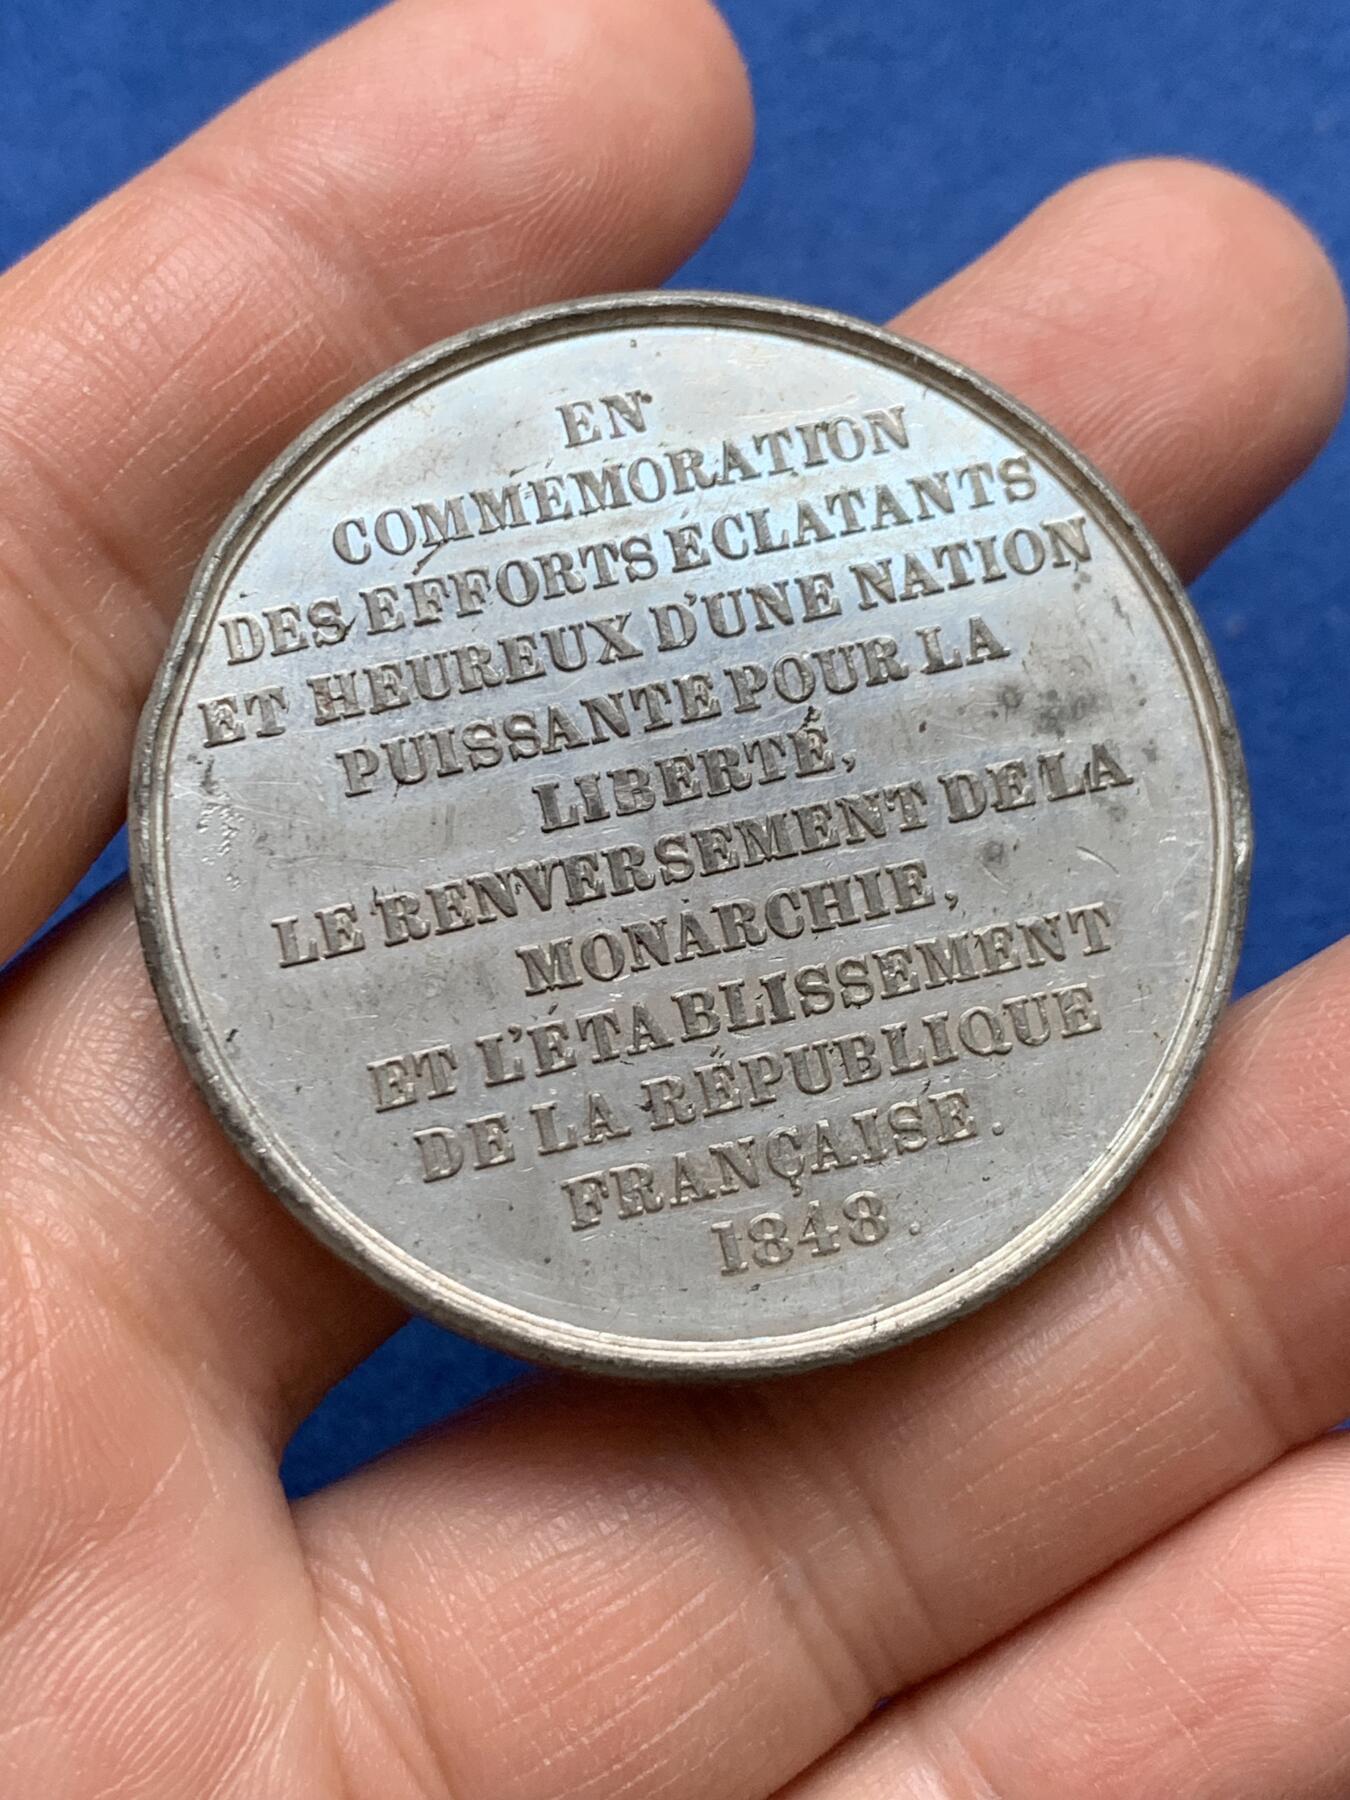 EN
COMMEMORATION
DES EFFORTS ECLATANTS
ET HEUREUX D'UNE NATION
PUISSANTE POUR LA
LIBERTÉ,
LE RENVERSEMENT DE LA
MONARCHIE,
ET L'ÉTABLISSEMENT
DE LA RÉPUBLIQUE
FRANÇAISE.
1848.